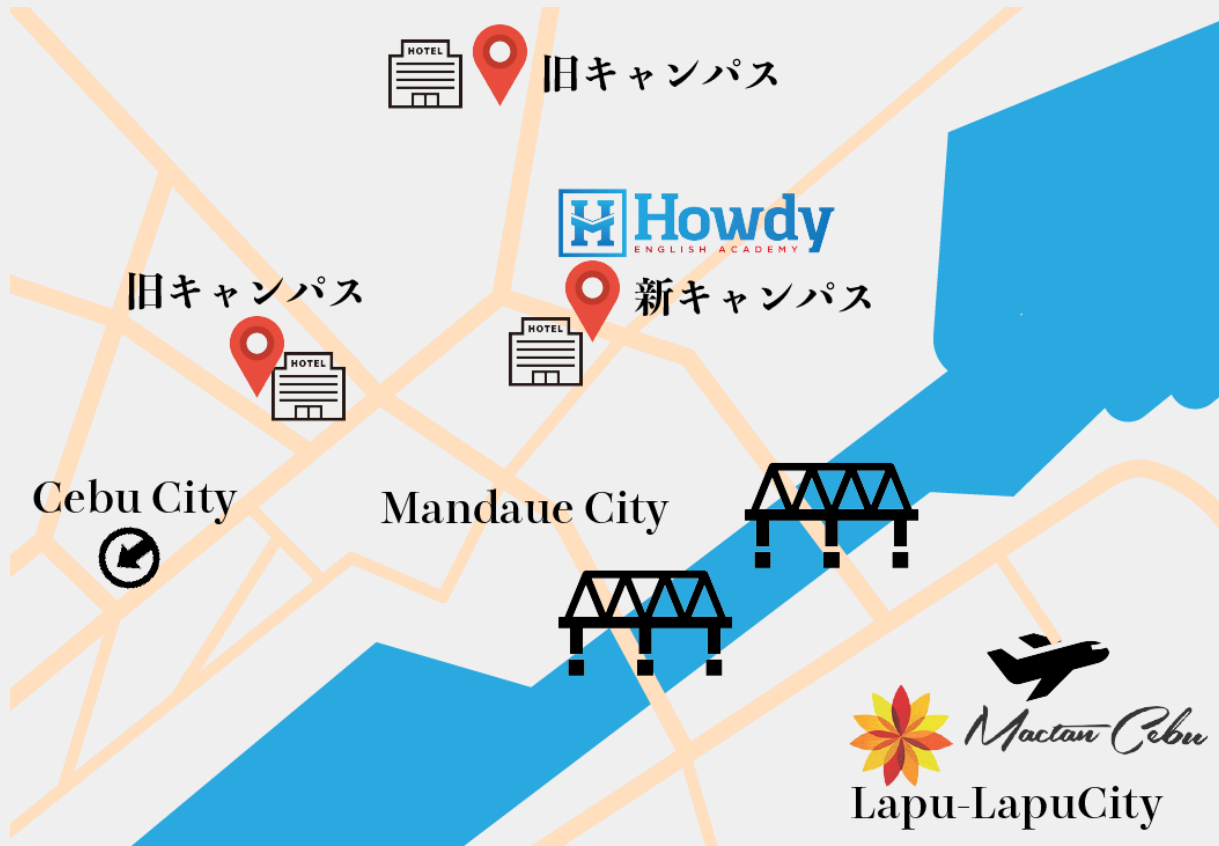 HOTEL
旧キャンパス
Howdy
ENGLISH ACADEMY
旧キャンパス
新キャンパス
HOTEL
HOTEL
Cebu City
Mandaue City
Mactan Cebu
Lapu-LapuCity